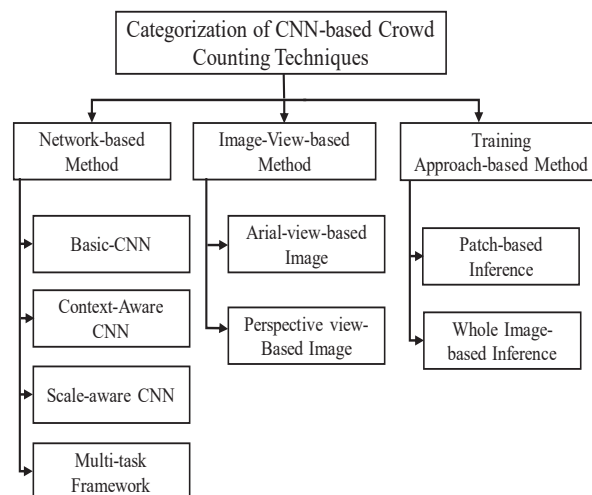 Categorization of CNN-based Crowd
Counting Techniques
Network-based
Method
Image-View-based
Method
Training
Approach-based Method
Basic-CNN
Context-Aware
CNN
Scale-aware CNN
Multi-task
Framework
Arial-view-based
Image
Perspective view-
Based Image
Patch-based
Inference
Whole Image-
based Inference